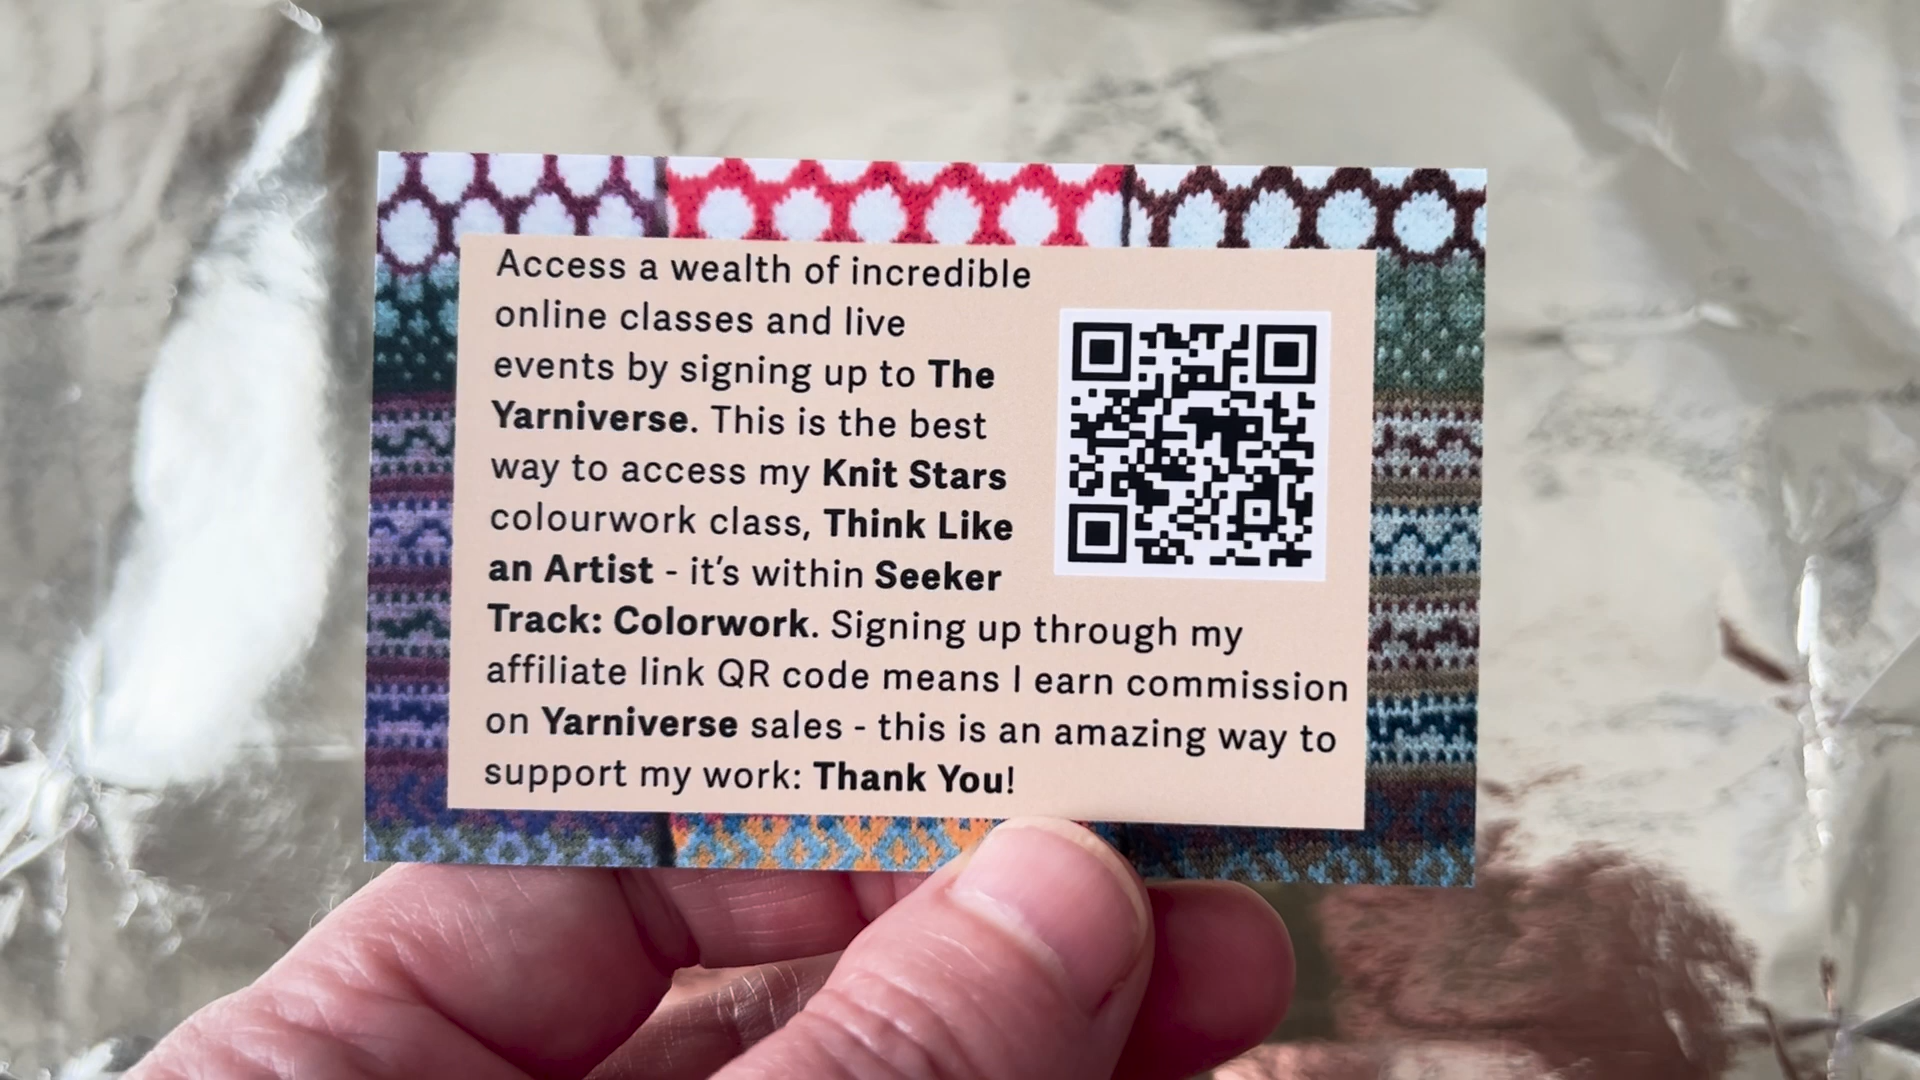 Access a wealth of incredible
online classes and live
events by signing up to The
Yarniverse. This is the best
way to access my Knit Stars
colourwork class, Think Like
an Artist - it's within Seeker
Track: Colorwork. Signing up through my
affiliate link QR code means I earn commission
on Yarniverse sales - this is an amazing way to
support my work: Thank You!